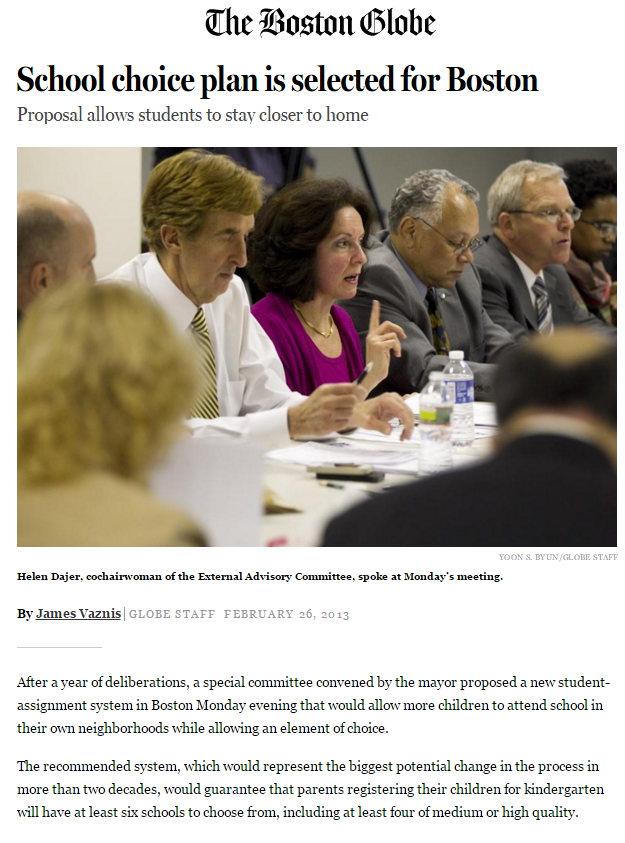 The Boston Globe
School choice plan is selected for Boston
Proposal allows students to stay closer to home
YOON S. BYUN/GLOBE STAFF
Helen Dajer, cochairwoman of the External Advisory Committee, spoke at Monday's meeting.
By James Vaznis | GLOBE STAFF FEBRUARY 26, 2013
After a year of deliberations, a special committee convened by the mayor proposed a new student-
assignment system in Boston Monday evening that would allow more children to attend school in
their own neighborhoods while allowing an element of choice.
The recommended system, which would represent the biggest potential change in the process in
more than two decades, would guarantee that parents registering their children for kindergarten
will have at least six schools to choose from, including at least four of medium or high quality.